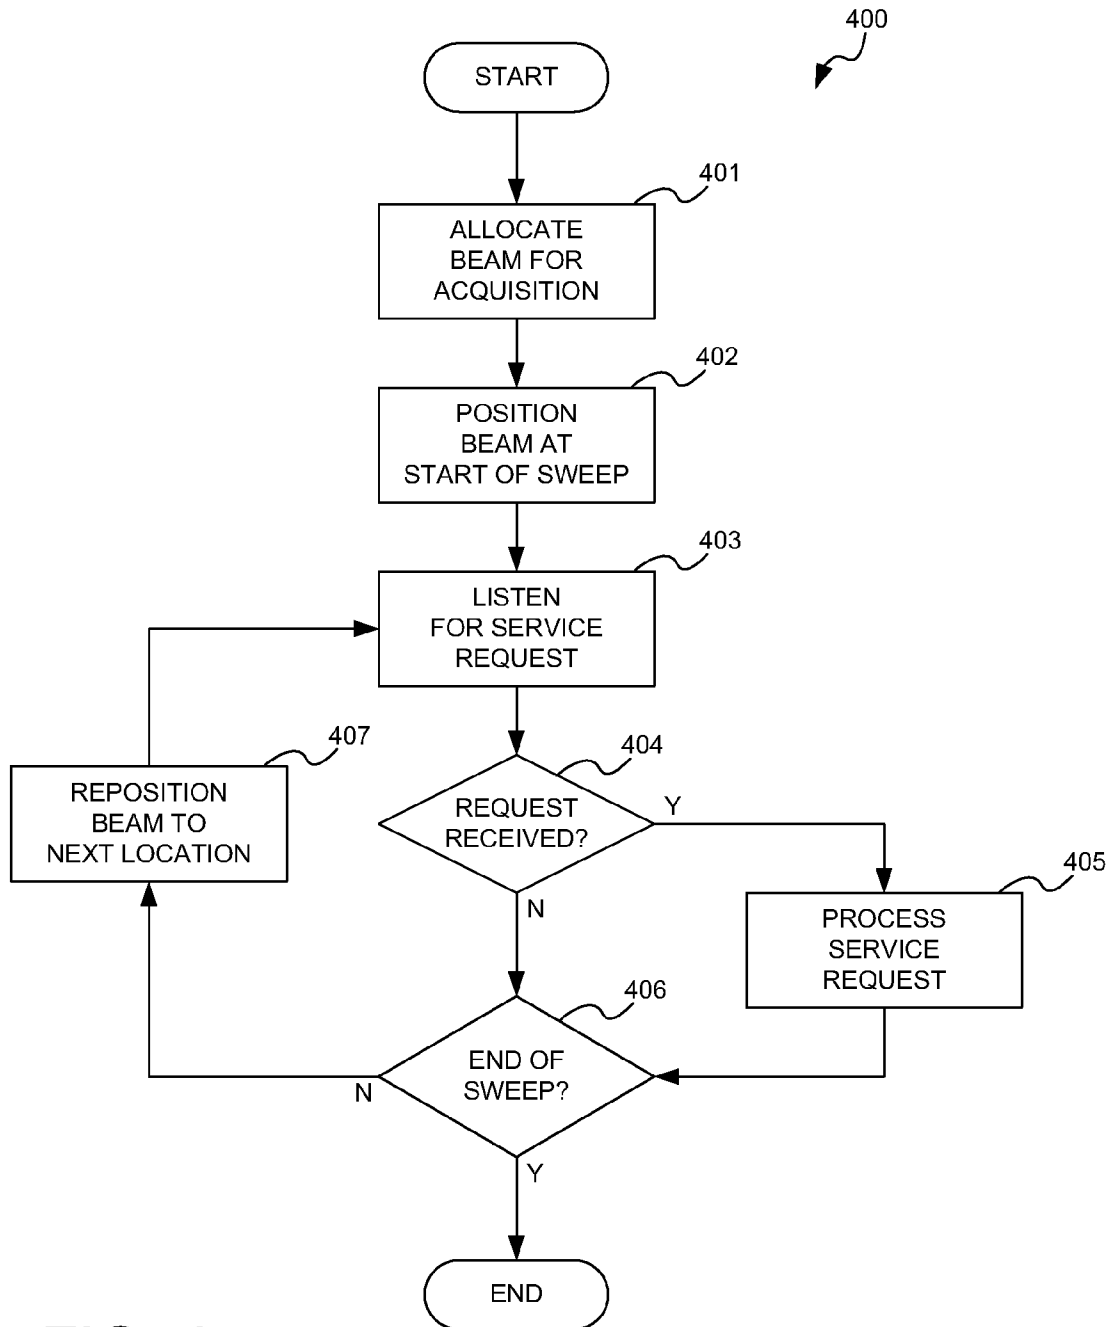 400
START
401
ALLOCATE
BEAM FOR
ACQUISITION
402
POSITION
BEAM AT
START OF SWEEP
403
LISTEN
FOR SERVICE
REQUEST
407
REPOSITION
BEAM TO
NEXT LOCATION
404
REQUEST
RECEIVED?
Y
N
405
PROCESS
SERVICE
REQUEST
406
END OF
SWEEP?
N
Y
END